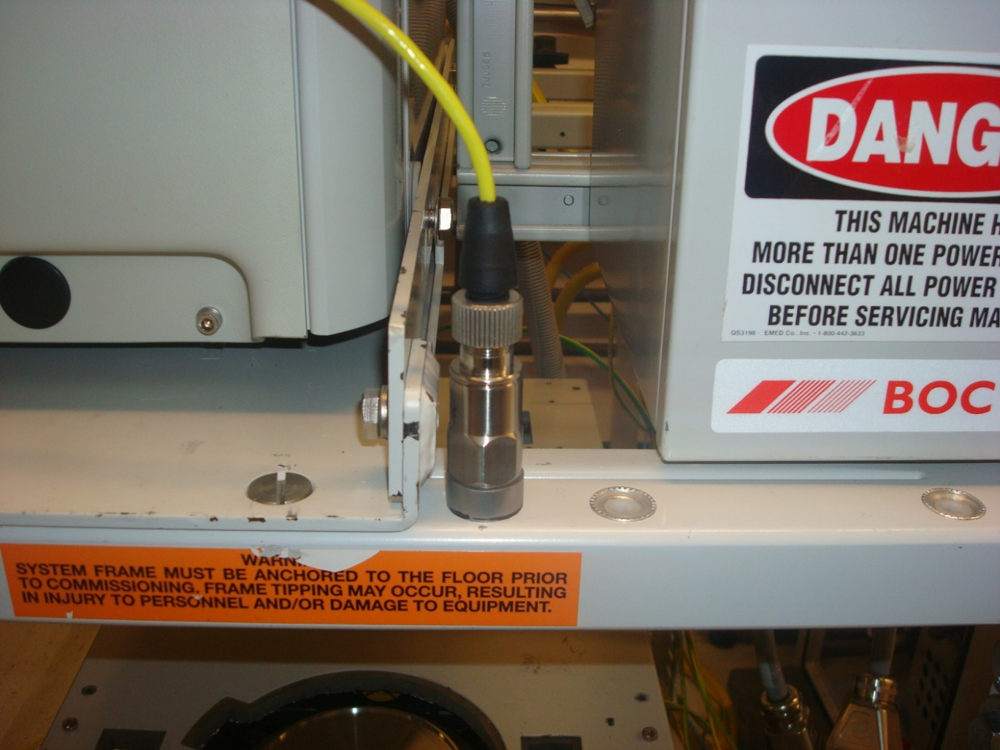 DANG
THIS MACHINE H
MORE THAN ONE POWER
DISCONNECT ALL POWER
BEFORE SERVICING MA
QS3198 · EMED Co., Inc. · 1-800-442-3633
BOC
WARN
SYSTEM FRAME MUST BE ANCHORED TO THE FLOOR PRIOR
TO COMMISSIONING. FRAME TIPPING MAY OCCUR, RESULTING
IN INJURY TO PERSONNEL AND/OR DAMAGE TO EQUIPMENT.